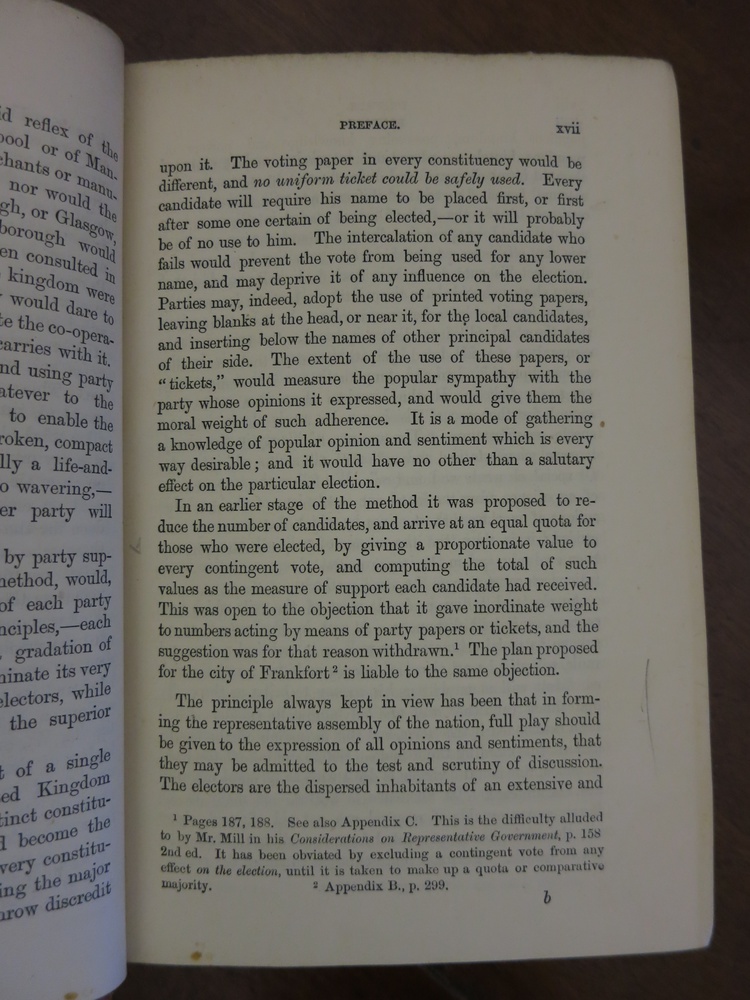 id reflex of the
pool or of Man-
chants or manu-
nor would the
gh, or Glasgow,
borough would
en consulted in
kingdom were
would dare to
te the co-opera-
carries with it.
nd using party
atever to the
to enable the
roken, compact
lly a life-and-
o wavering,—
er party will
by party sup-
method, would,
of each party
nciples,—each
gradation of
minate its very
electors, while
the superior
t of a single
ed Kingdom
tinct constitu-
d become the
very constitu-
ing the major
hrow discredit
PREFACE. xvii
upon it. The voting paper in every constituency would be
different, and no uniform ticket could be safely used. Every
candidate will require his name to be placed first, or first
after some one certain of being elected,—or it will probably
be of no use to him. The intercalation of any candidate who
fails would prevent the vote from being used for any lower
name, and may deprive it of any influence on the election.
Parties may, indeed, adopt the use of printed voting papers,
leaving blanks at the head, or near it, for the local candidates,
and inserting below the names of other principal candidates
of their side. The extent of the use of these papers, or
“tickets,” would measure the popular sympathy with the
party whose opinions it expressed, and would give them the
moral weight of such adherence. It is a mode of gathering
a knowledge of popular opinion and sentiment which is every
way desirable; and it would have no other than a salutary
effect on the particular election.
In an earlier stage of the method it was proposed to re-
duce the number of candidates, and arrive at an equal quota for
those who were elected, by giving a proportionate value to
every contingent vote, and computing the total of such
values as the measure of support each candidate had received.
This was open to the objection that it gave inordinate weight
to numbers acting by means of party papers or tickets, and the
suggestion was for that reason withdrawn.¹ The plan proposed
for the city of Frankfort² is liable to the same objection.
The principle always kept in view has been that in form-
ing the representative assembly of the nation, full play should
be given to the expression of all opinions and sentiments, that
they may be admitted to the test and scrutiny of discussion.
The electors are the dispersed inhabitants of an extensive and
¹ Pages 187, 188. See also Appendix C. This is the difficulty alluded
to by Mr. Mill in his Considerations on Representative Government, p. 158
2nd ed. It has been obviated by excluding a contingent vote from any
effect on the election, until it is taken to make up a quota or comparative
majority. ² Appendix B., p. 299.
b